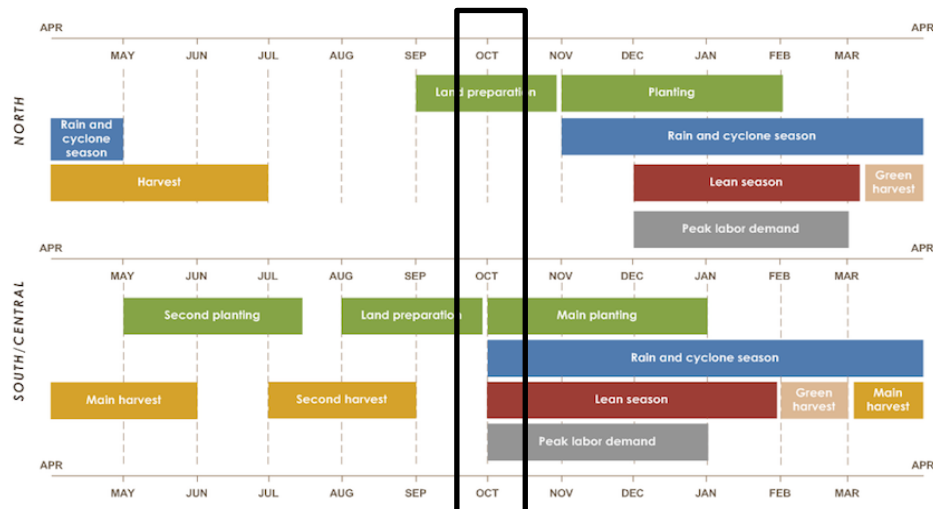 APR APR
MAY JUN JUL AUG SEP OCT NOV DEC JAN FEB MAR
NORTH
Land preparation Planting
Rain and
cyclone
season
Rain and cyclone season
Harvest Lean season
Green
harvest
Peak labor demand
APR APR
MAY JUN JUL AUG SEP OCT NOV DEC JAN FEB MAR
SOUTH/CENTRAL
Second planting Land preparation Main planting
Rain and cyclone season
Main harvest Second harvest Lean season
Green
harvest
Main
harvest
Peak labor demand
APR APR
MAY JUN JUL AUG SEP OCT NOV DEC JAN FEB MAR